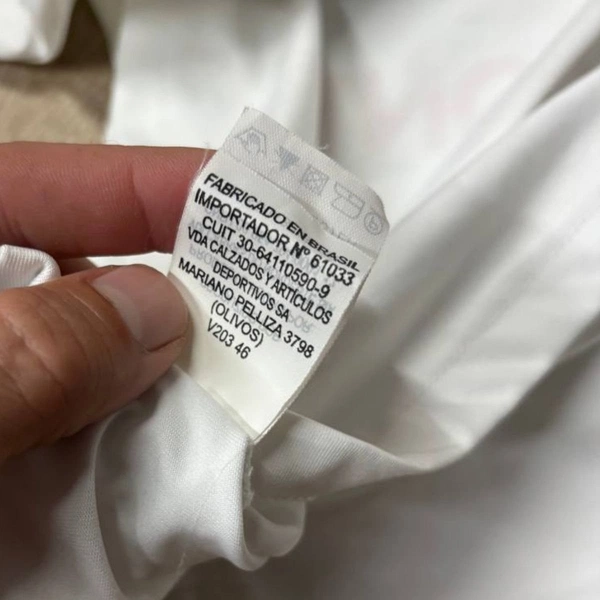 FABRICADO EN BRASIL
IMPORTADOR Nº 61033
CUIT 30-64110590-9
VDA CALZADOS Y ARTÍCULOS
DEPORTIVOS SA
MARIANO PELLIZA 3798
(OLIVOS)
V203 46